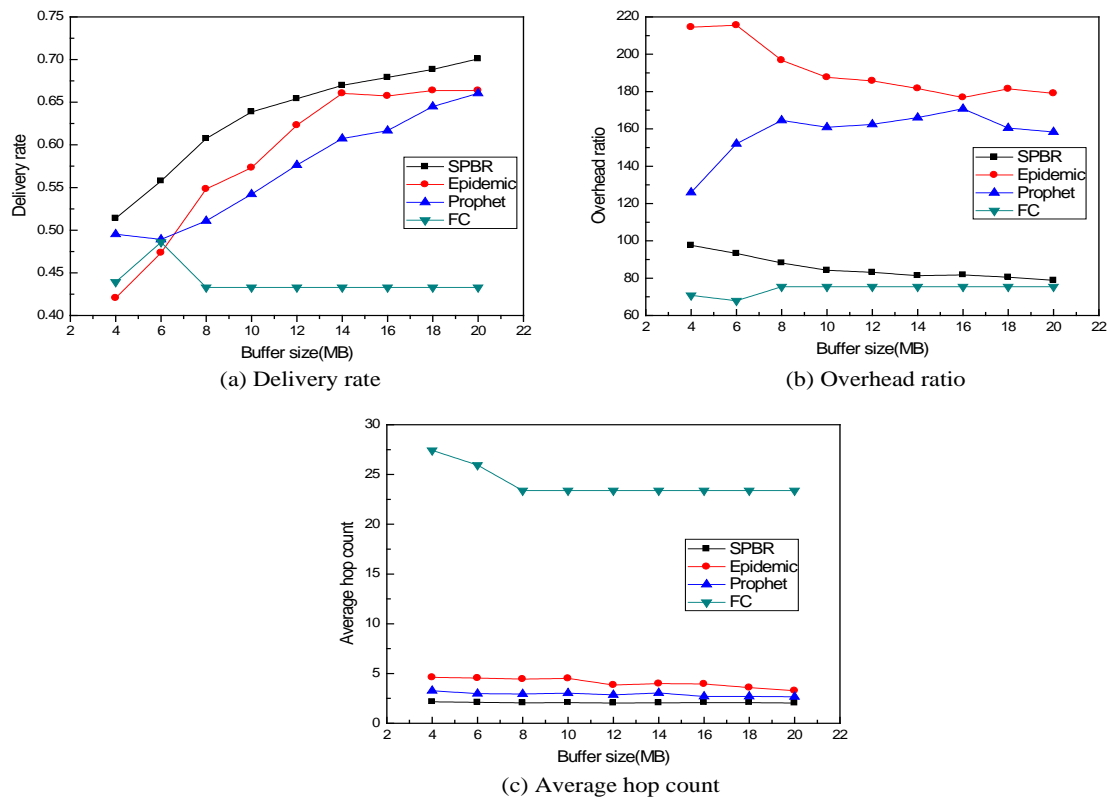 0.75
0.70
0.65
0.60
0.55
0.50
0.45
0.40
Delivery rate
2 4 6 8 10 12 14 16 18 20 22
Buffer size(MB)
SPBR
Epidemic
Prophet
FC
(a) Delivery rate
220
200
180
160
140
120
100
80
60
Overhead ratio
2 4 6 8 10 12 14 16 18 20 22
Buffer size(MB)
SPBR
Epidemic
Prophet
FC
(b) Overhead ratio
30
25
20
15
10
5
0
Average hop count
2 4 6 8 10 12 14 16 18 20 22
Buffer size(MB)
SPBR
Epidemic
Prophet
FC
(c) Average hop count